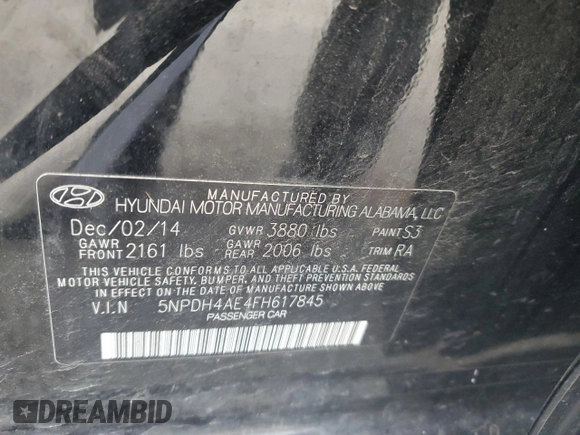 MANUFACTURED BY
HYUNDAI MOTOR MANUFACTURING ALABAMA, LLC
Dec/02/14 GVWR 3880 lbs PAINT S3
GAWR FRONT 2161 lbs GAWR REAR 2006 lbs TRIM RA
THIS VEHICLE CONFORMS TO ALL APPLICABLE U.S.A. FEDERAL
MOTOR VEHICLE SAFETY, BUMPER, AND THEFT PREVENTION STANDARDS
IN EFFECT ON THE DATE OF MANUFACTURE SHOWN ABOVE.
V.I.N 5NPDH4AE4FH617845
PASSENGER CAR
DREAMBID